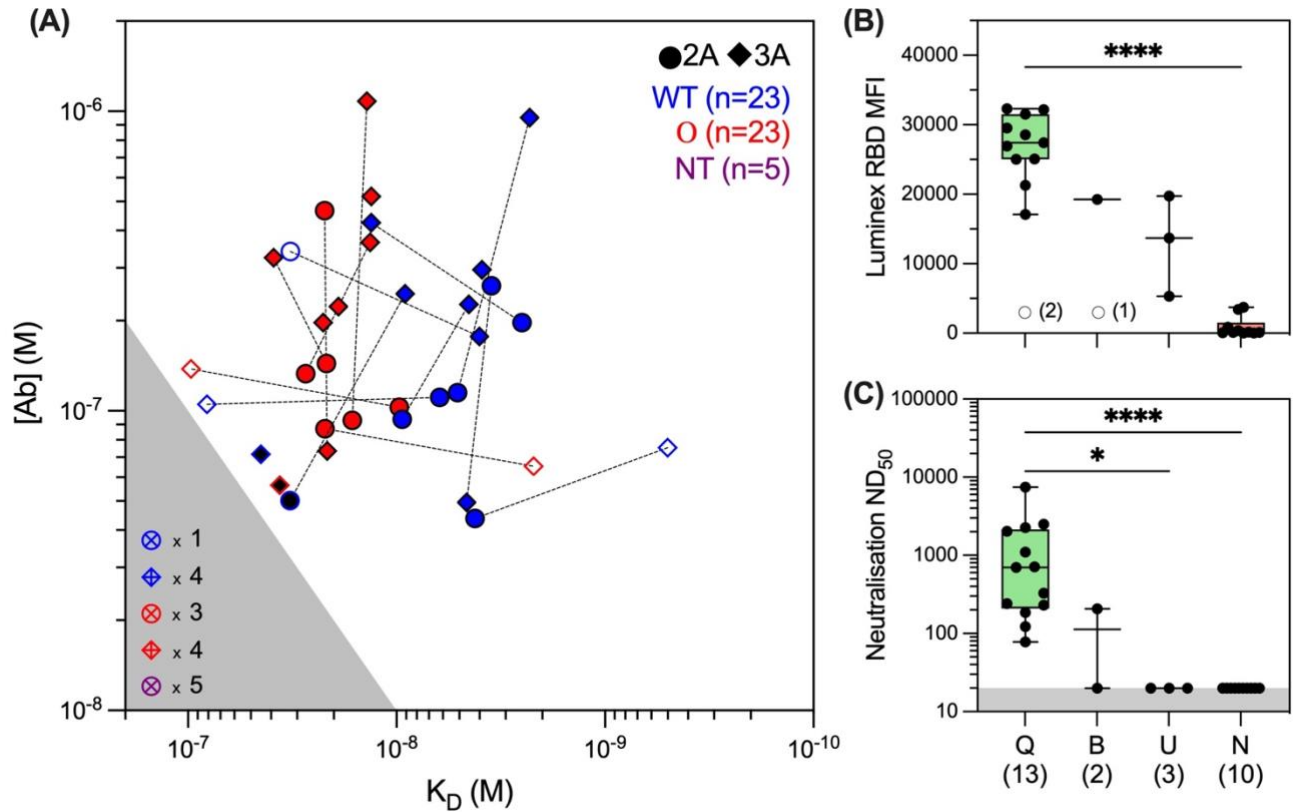 (A)
●2A ◆3A
WT (n=23)
O (n=23)
NT (n=5)
[Ab] (M)
10⁻⁶
10⁻⁷
10⁻⁸
x 1
x 4
x 3
x 4
x 5
10⁻⁷ 10⁻⁸ 10⁻⁹ 10⁻¹⁰
K_D (M)
(B)
Luminex RBD MFI
40000
30000
20000
10000
0
****
(2) (1)
(C)
Neutralisation ND₅₀
100000
10000
1000
100
10
****
*
Q B U N
(13) (2) (3) (10)